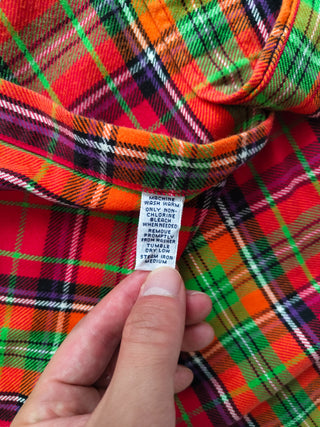 MACHINE
WASH WARM
ONLY NON-
CHLORINE
BLEACH
WHEN NEEDED
REMOVE
PROMPTLY
FROM WASHER
TUMBLE
DRY LOW
STEAM IRON
MEDIUM